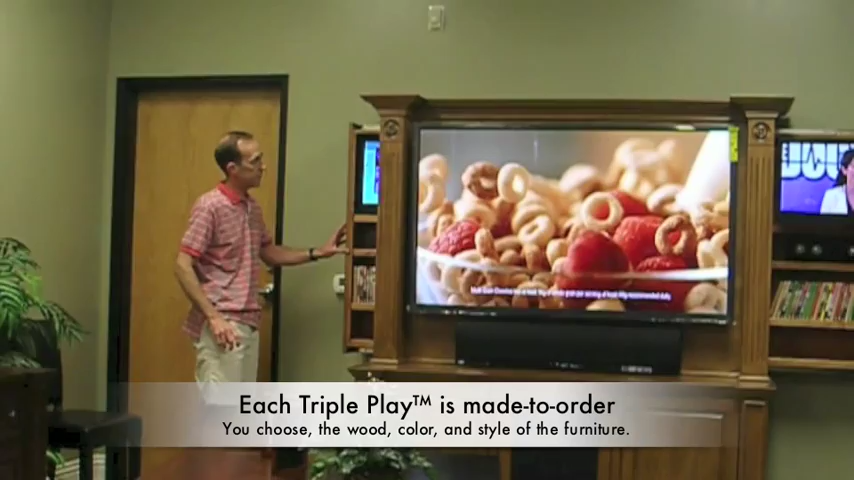 Each Triple Play™ is made-to-order
You choose, the wood, color, and style of the furniture.